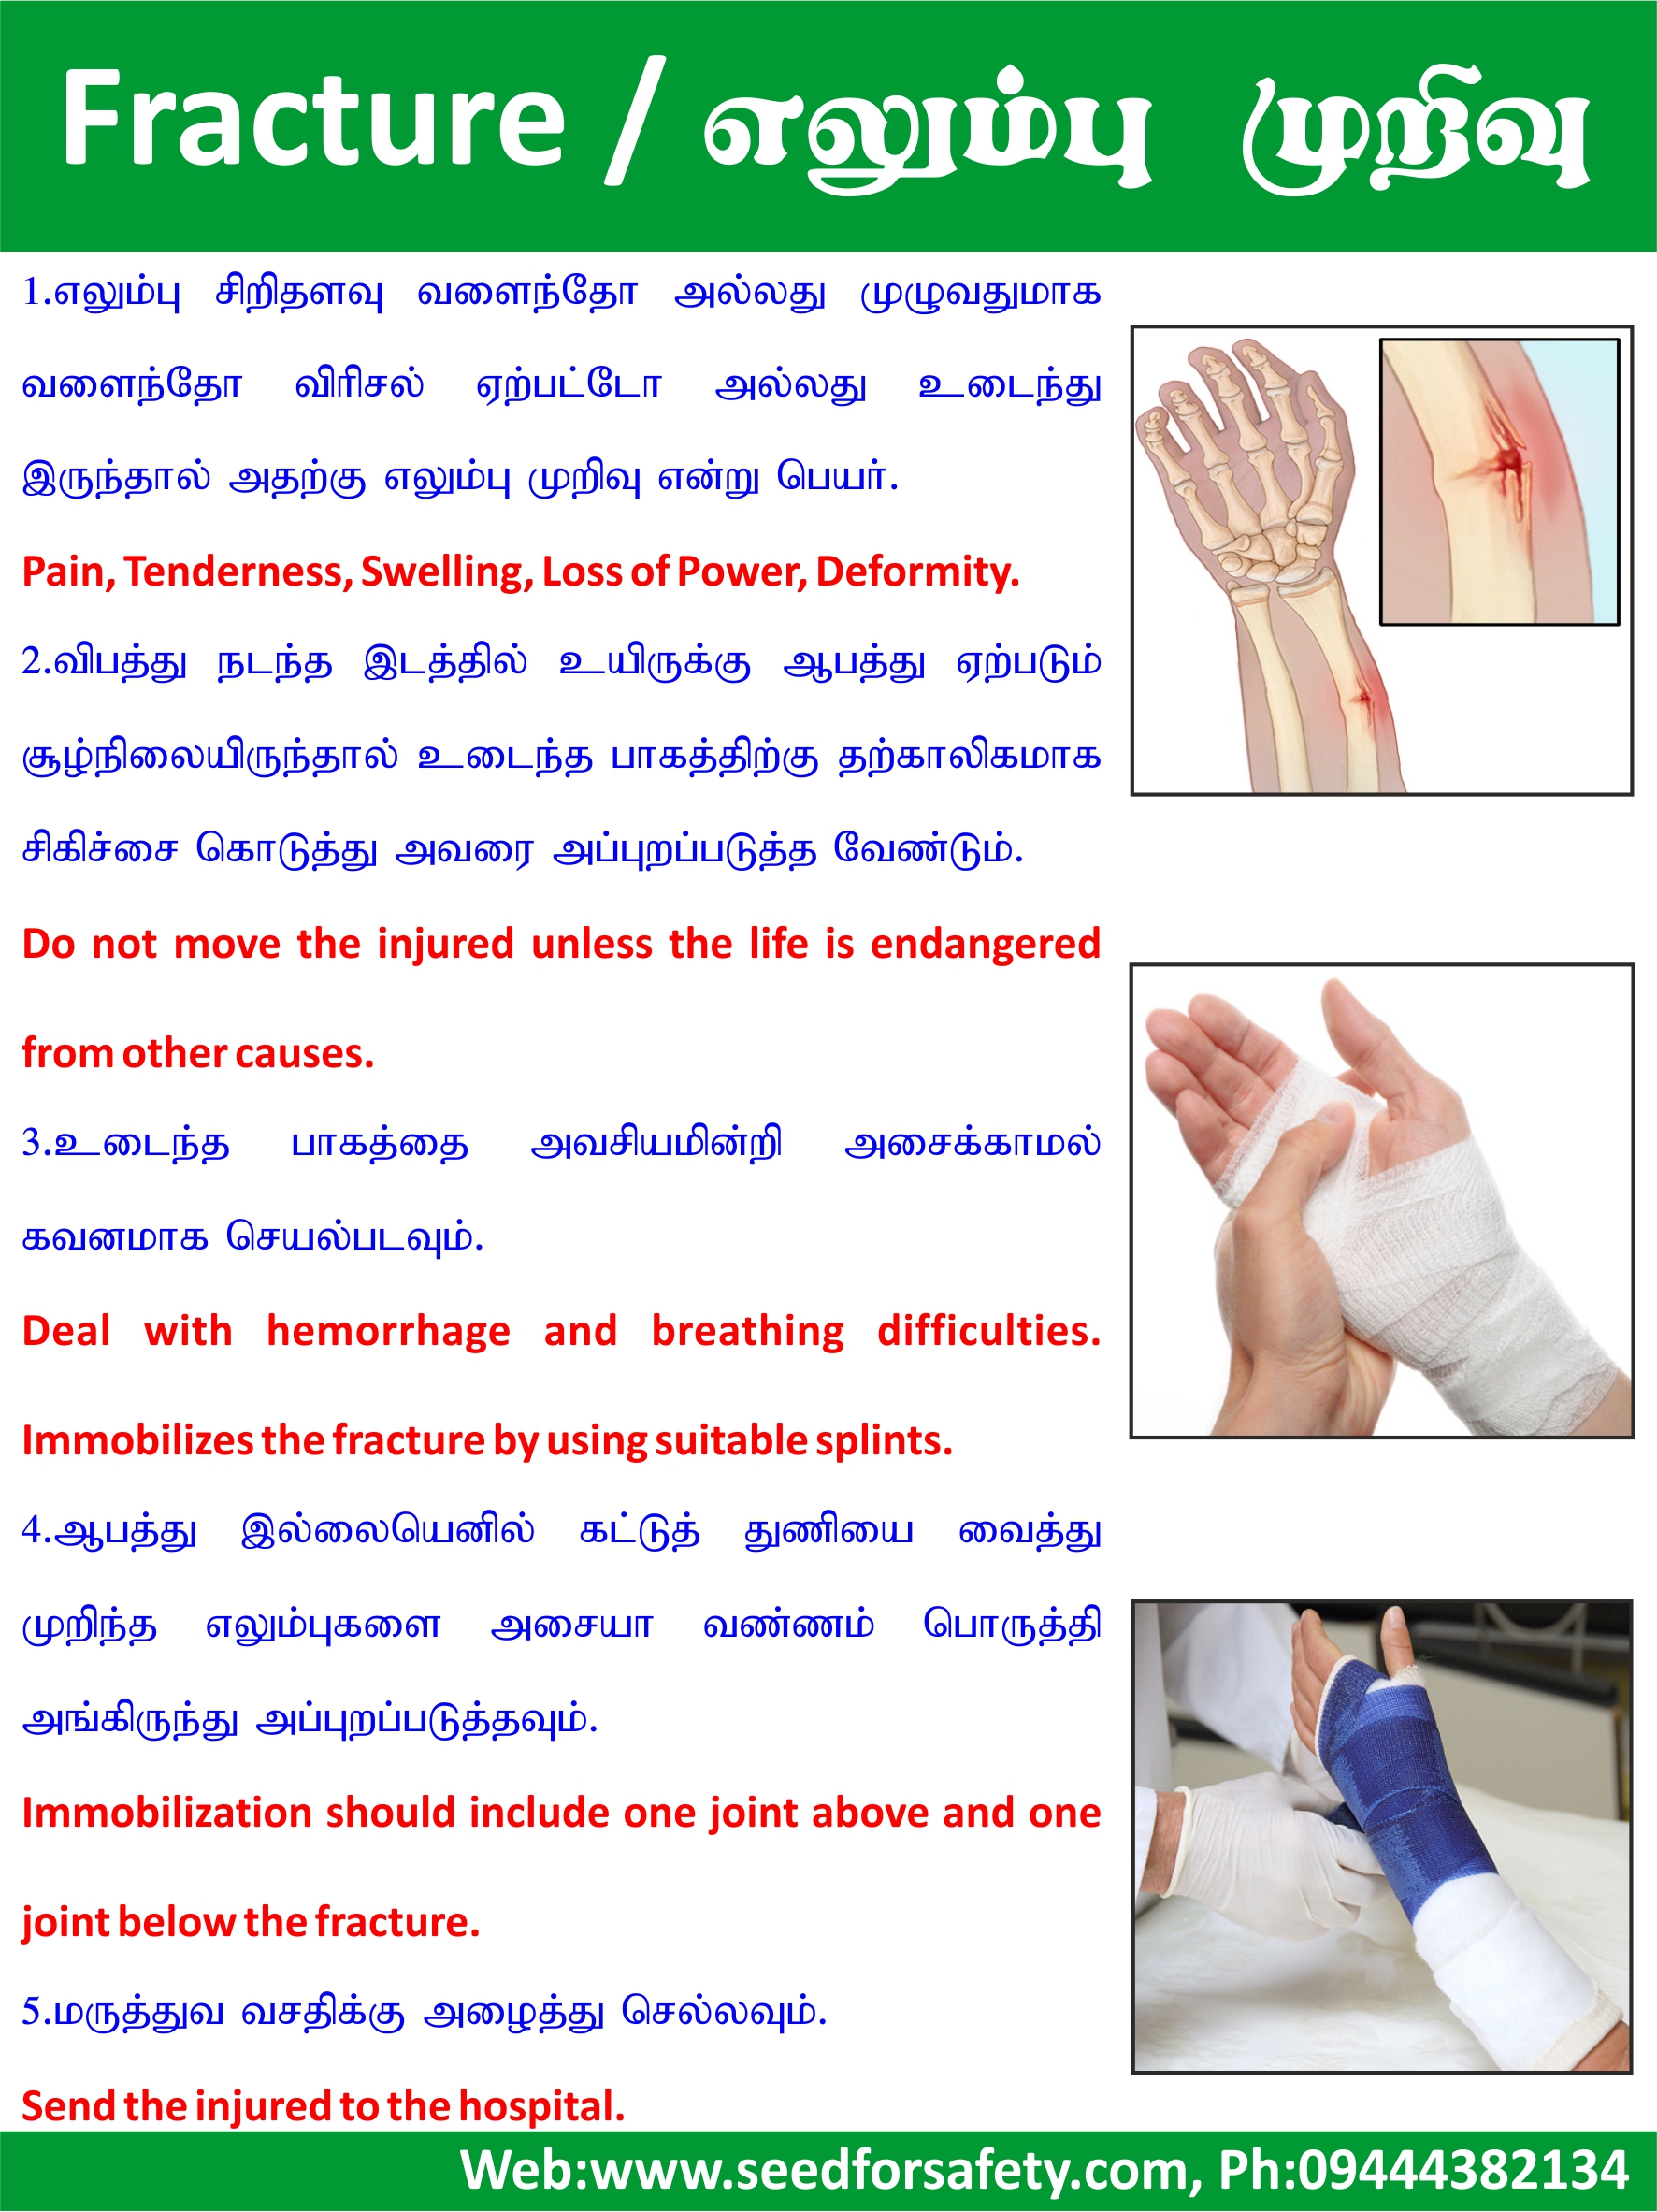 Fracture / எலும்பு முறிவு
1.எலும்பு சிறிதளவு வளைந்தோ அல்லது முழுவதுமாக
வளைந்தோ விரிசல் ஏற்பட்டோ அல்லது உடைந்து
இருந்தால் அதற்கு எலும்பு முறிவு என்று பெயர்.
Pain, Tenderness, Swelling, Loss of Power, Deformity.
2.விபத்து நடந்த இடத்தில் உயிருக்கு ஆபத்து ஏற்படும்
சூழ்நிலையிருந்தால் உடைந்த பாகத்திற்கு தற்காலிகமாக
சிகிச்சை கொடுத்து அவரை அப்புறப்படுத்த வேண்டும்.
Do not move the injured unless the life is endangered
from other causes.
3.உடைந்த பாகத்தை அவசியமின்றி அசைக்காமல்
கவனமாக செயல்படவும்.
Deal with hemorrhage and breathing difficulties.
Immobilizes the fracture by using suitable splints.
4.ஆபத்து இல்லையெனில் கட்டுத் துணியை வைத்து
முறிந்த எலும்புகளை அசையா வண்ணம் பொருத்தி
அங்கிருந்து அப்புறப்படுத்தவும்.
Immobilization should include one joint above and one
joint below the fracture.
5.மருத்துவ வசதிக்கு அழைத்து செல்லவும்.
Send the injured to the hospital.
Web:www.seedforsafety.com, Ph:09444382134